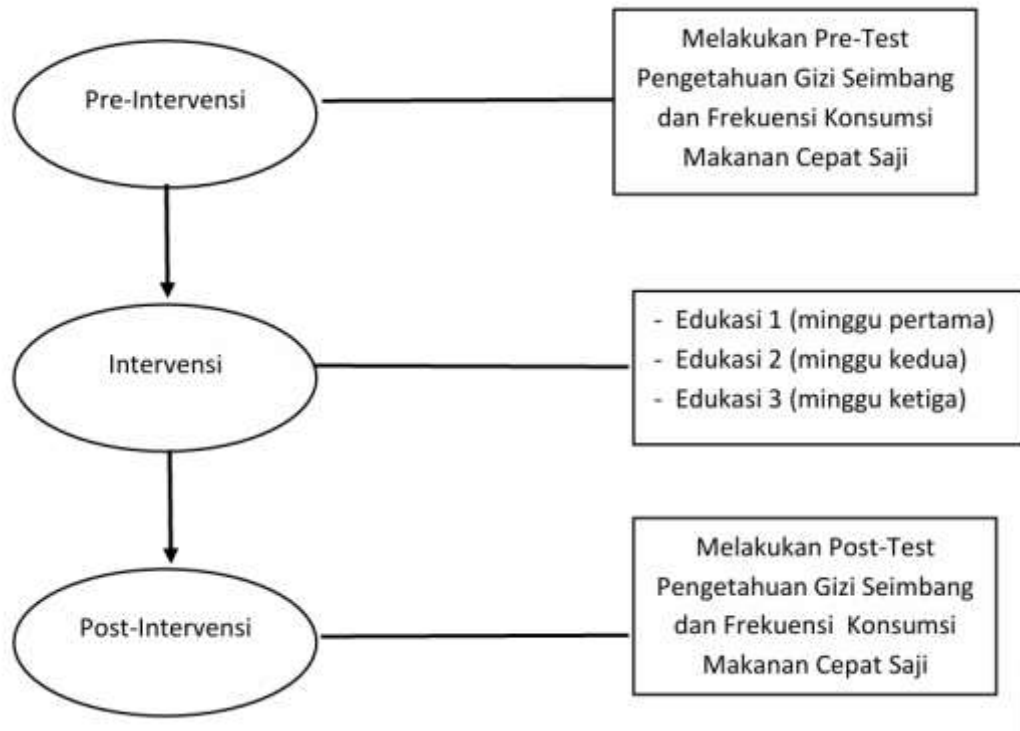 Pre-Intervensi
Melakukan Pre-Test
Pengetahuan Gizi Seimbang
dan Frekuensi Konsumsi
Makanan Cepat Saji
Intervensi
- Edukasi 1 (minggu pertama)
- Edukasi 2 (minggu kedua)
- Edukasi 3 (minggu ketiga)
Post-Intervensi
Melakukan Post-Test
Pengetahuan Gizi Seimbang
dan Frekuensi Konsumsi
Makanan Cepat Saji